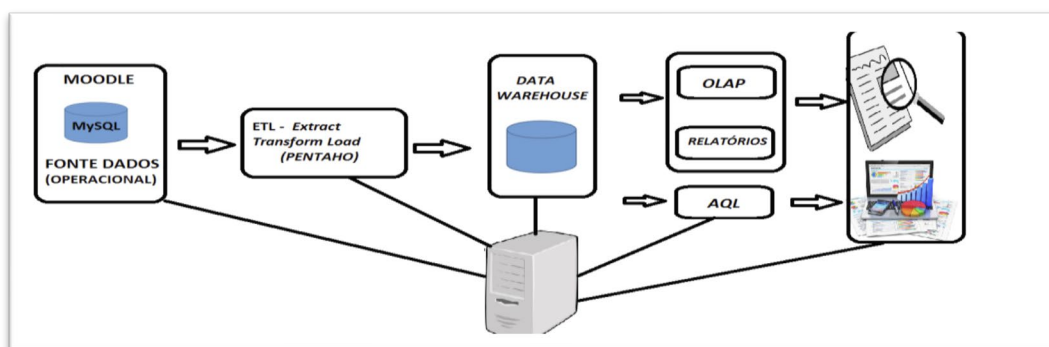 MOODLE
MySQL
FONTE DADOS
(OPERACIONAL)
ETL - Extract
Transform Load
(PENTAHO)
DATA
WAREHOUSE
OLAP
RELATÓRIOS
AQL